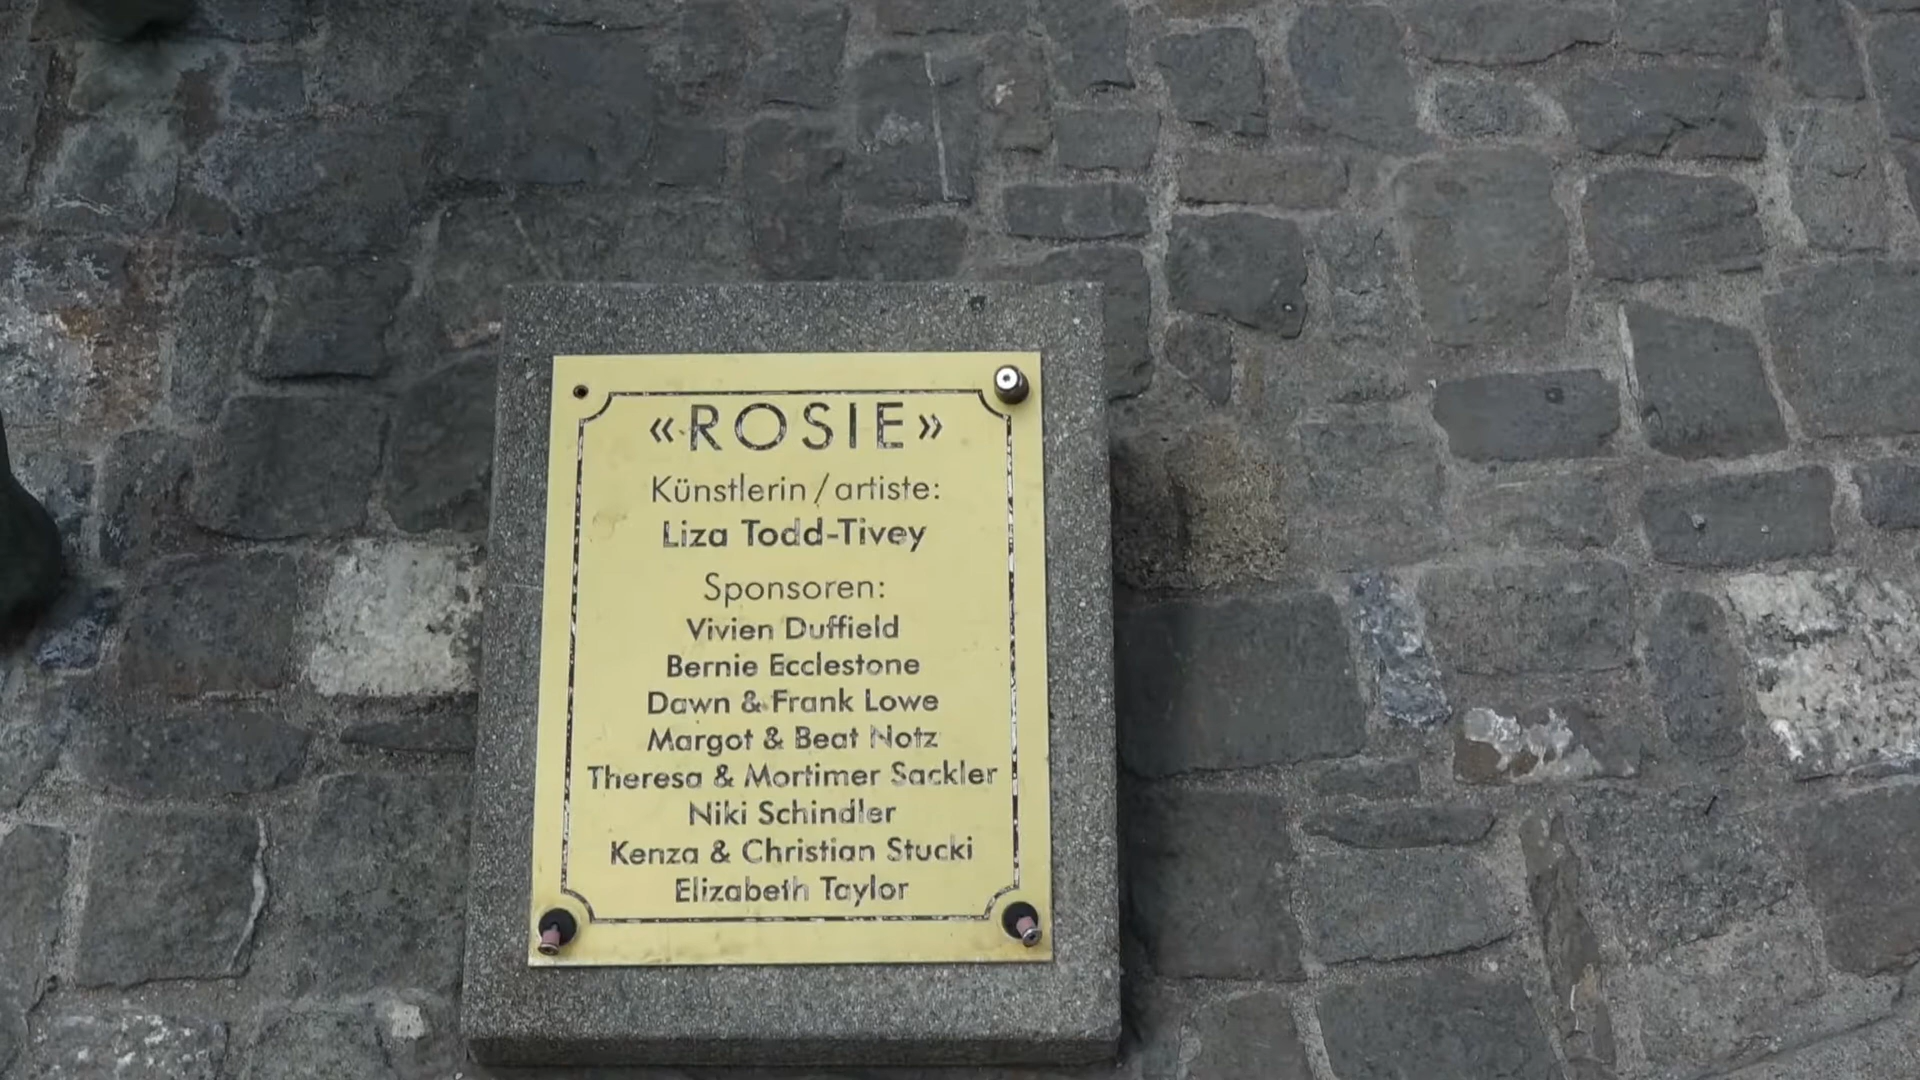 «ROSIE»
Künstlerin / artiste:
Liza Todd-Tivey
Sponsoren:
Vivien Duffield
Bernie Ecclestone
Dawn & Frank Lowe
Margot & Beat Notz
Theresa & Mortimer Sackler
Niki Schindler
Kenza & Christian Stucki
Elizabeth Taylor